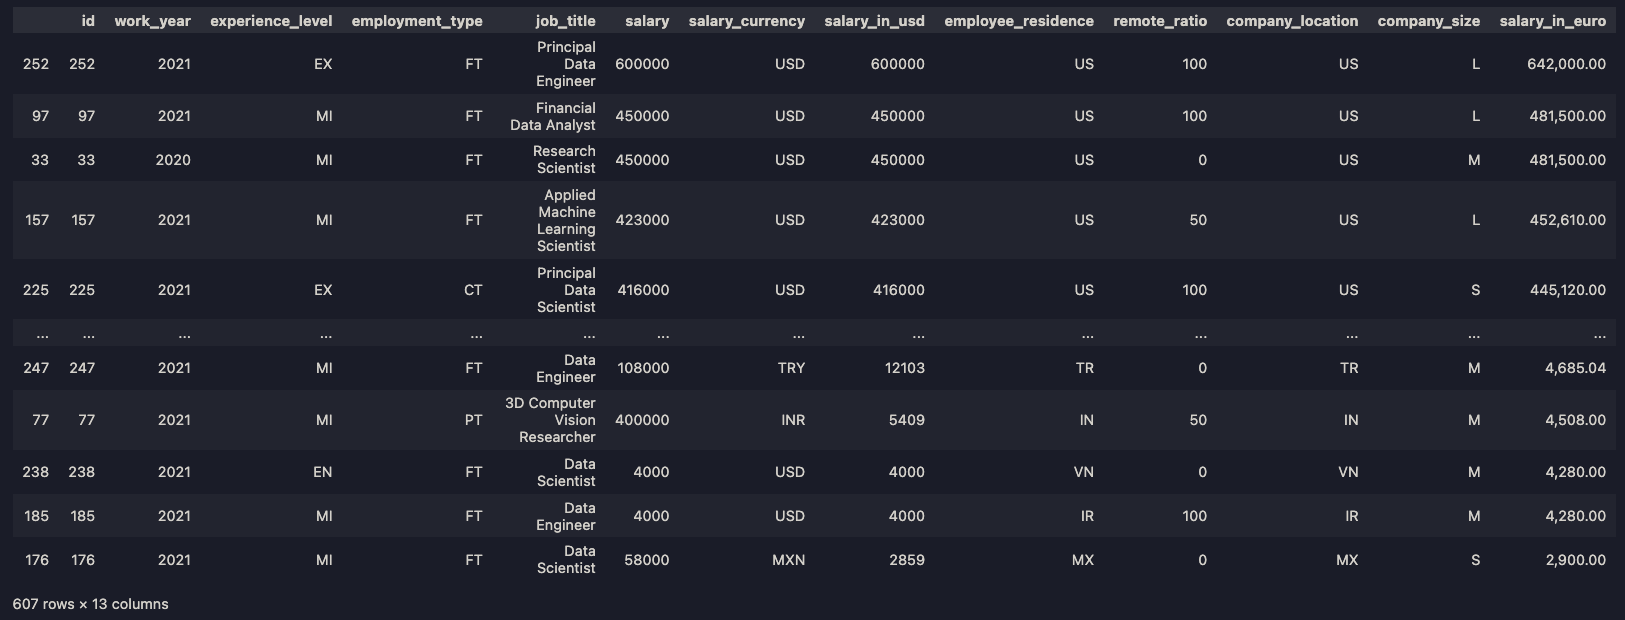 id work_year experience_level employment_type job_title salary salary_currency salary_in_usd employee_residence remote_ratio company_location company_size salary_in_euro
252 252 2021 EX FT Principal Data Engineer 600000 USD 600000 US 100 US L 642,000.00
97 97 2021 MI FT Financial Data Analyst 450000 USD 450000 US 100 US L 481,500.00
33 33 2020 MI FT Research Scientist 450000 USD 450000 US 0 US M 481,500.00
157 157 2021 MI FT Applied Machine Learning Scientist 423000 USD 423000 US 50 US L 452,610.00
225 225 2021 EX CT Principal Data Scientist 416000 USD 416000 US 100 US S 445,120.00
... ... ... ... ... ... ... ... ... ... ... ... ... ...
247 247 2021 MI FT Data Engineer 108000 TRY 12103 TR 0 TR M 4,685.04
77 77 2021 MI PT 3D Computer Vision Researcher 400000 INR 5409 IN 50 IN M 4,508.00
238 238 2021 EN FT Data Scientist 4000 USD 4000 VN 0 VN M 4,280.00
185 185 2021 MI FT Data Engineer 4000 USD 4000 IR 100 IR M 4,280.00
176 176 2021 MI FT Data Scientist 58000 MXN 2859 MX 0 MX S 2,900.00
607 rows × 13 columns